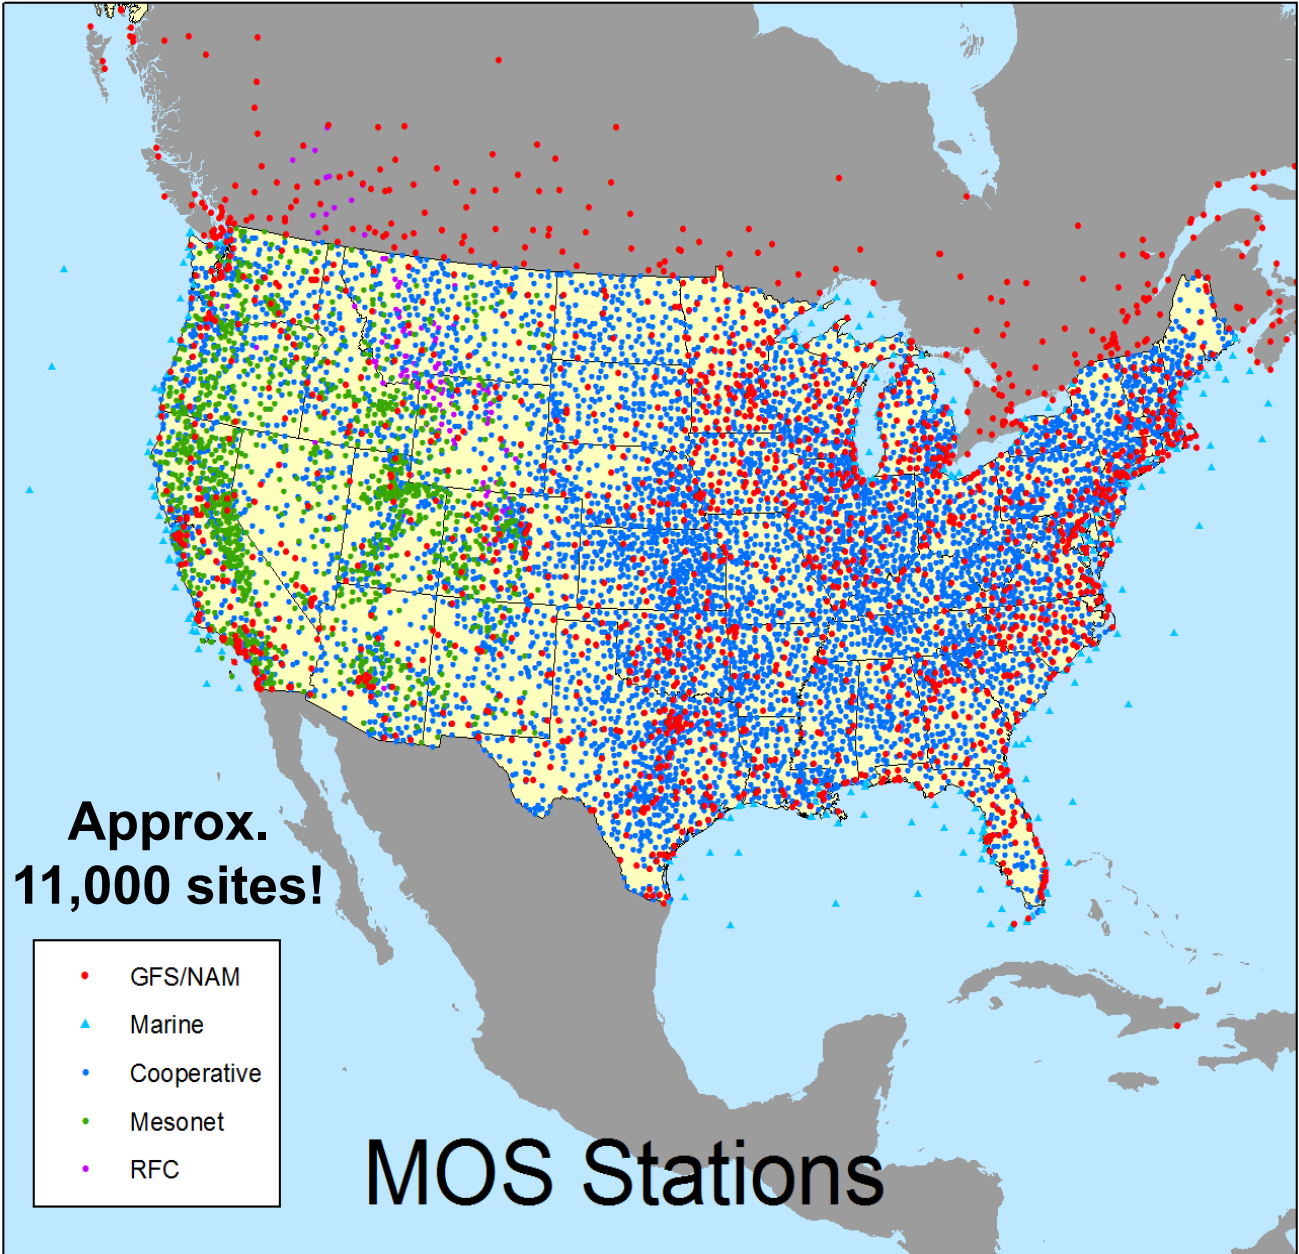 Approx.
11,000 sites!
GFS/NAM
Marine
Cooperative
Mesonet
RFC
MOS Stations